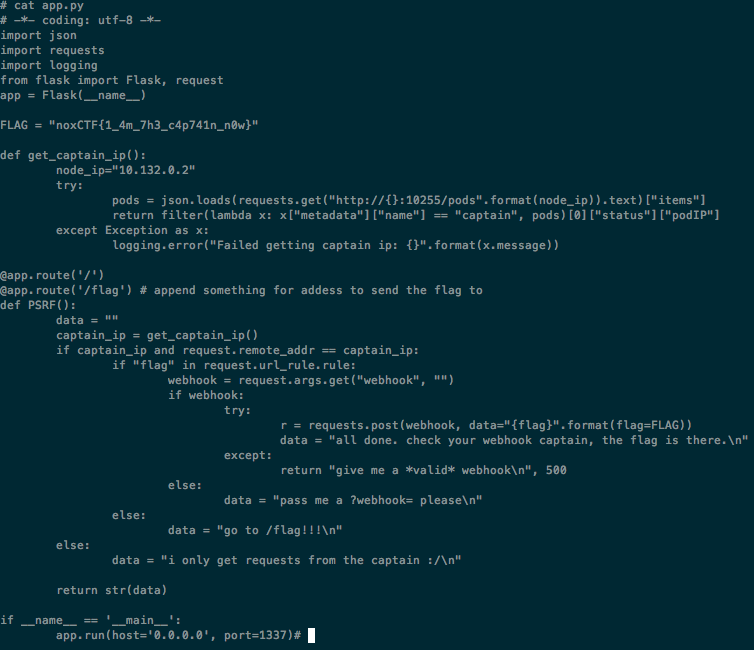 # cat app.py
# -*- coding: utf-8 -*-
import json
import requests
import logging
from flask import Flask, request
app = Flask(__name__)

FLAG = "noxCTF{1_4m_7h3_c4p741n_n0w}"

def get_captain_ip():
        node_ip="10.132.0.2"
        try:
                pods = json.loads(requests.get("http://{}:10255/pods".format(node_ip)).text)["items"]
                return filter(lambda x: x["metadata"]["name"] == "captain", pods)[0]["status"]["podIP"]
        except Exception as x:
                logging.error("Failed getting captain ip: {}".format(x.message))

@app.route('/')
@app.route('/flag') # append something for addess to send the flag to
def PSRF():
        data = ""
        captain_ip = get_captain_ip()
        if captain_ip and request.remote_addr == captain_ip:
                if "flag" in request.url_rule.rule:
                        webhook = request.args.get("webhook", "")
                        if webhook:
                                try:
                                        r = requests.post(webhook, data="{flag}".format(flag=FLAG))
                                        data = "all done. check your webhook captain, the flag is there.\n"
                                except:
                                        return "give me a *valid* webhook\n", 500
                        else:
                                data = "pass me a ?webhook= please\n"
                else:
                        data = "go to /flag!!!\n"
        else:
                data = "i only get requests from the captain :/\n"

        return str(data)

if __name__ == '__main__':
        app.run(host='0.0.0.0', port=1337)#